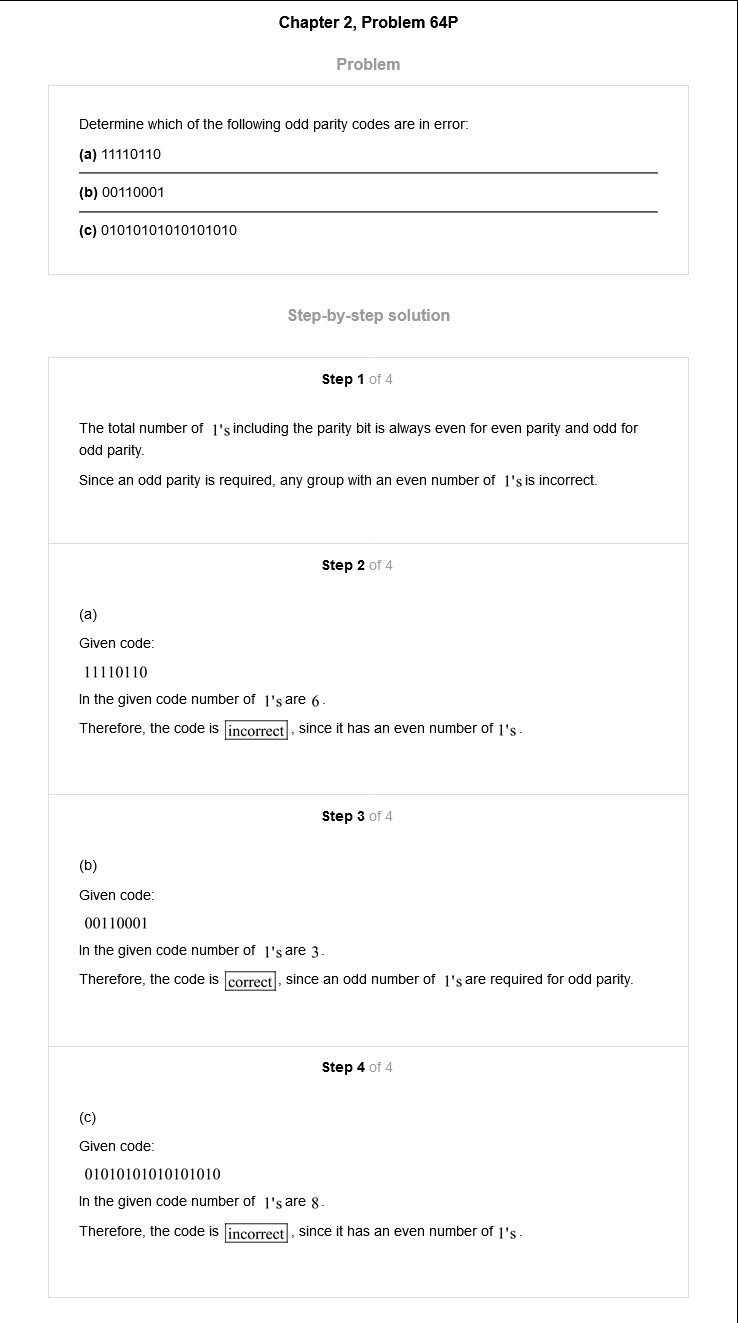 Chapter 2, Problem 64P
Problem
Determine which of the following odd parity codes are in error:
(a) 11110110
(b) 00110001
(c) 01010101010101010
Step-by-step solution
Step 1 of 4
The total number of 1's including the parity bit is always even for even parity and odd for
odd parity.
Since an odd parity is required, any group with an even number of 1's is incorrect.
Step 2 of 4
(a)
Given code:
11110110
In the given code number of 1's are 6.
Therefore, the code is incorrect, since it has an even number of 1's.
Step 3 of 4
(b)
Given code:
00110001
In the given code number of 1's are 3.
Therefore, the code is correct, since an odd number of 1's are required for odd parity.
Step 4 of 4
(c)
Given code:
01010101010101010
In the given code number of 1's are 8.
Therefore, the code is incorrect, since it has an even number of 1's.